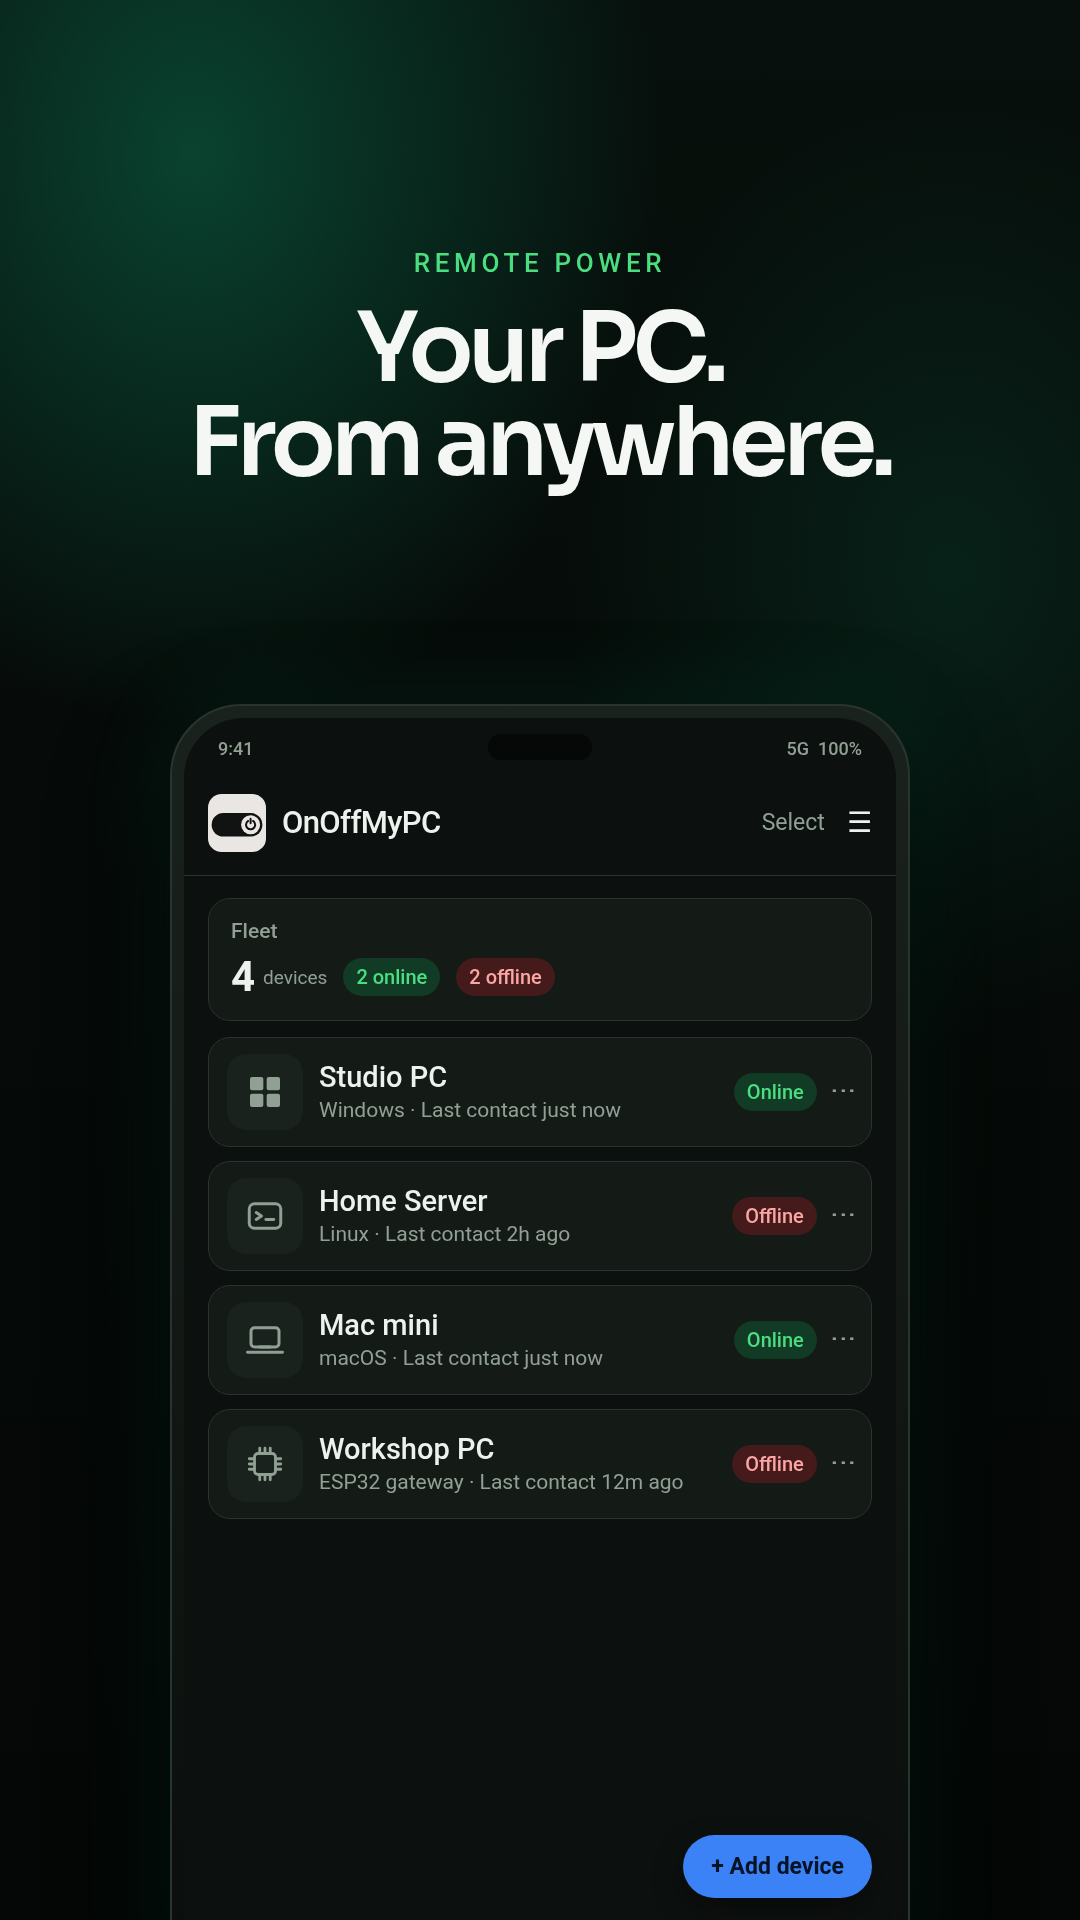 REMOTE POWER
Your PC.
From anywhere.
9:41
5G 100%
OnOffMyPC
Select
Fleet
4 devices 2 online 2 offline
Studio PC
Windows · Last contact just now
Online
Home Server
Linux · Last contact 2h ago
Offline
Mac mini
macOS · Last contact just now
Online
Workshop PC
ESP32 gateway · Last contact 12m ago
Offline
+ Add device